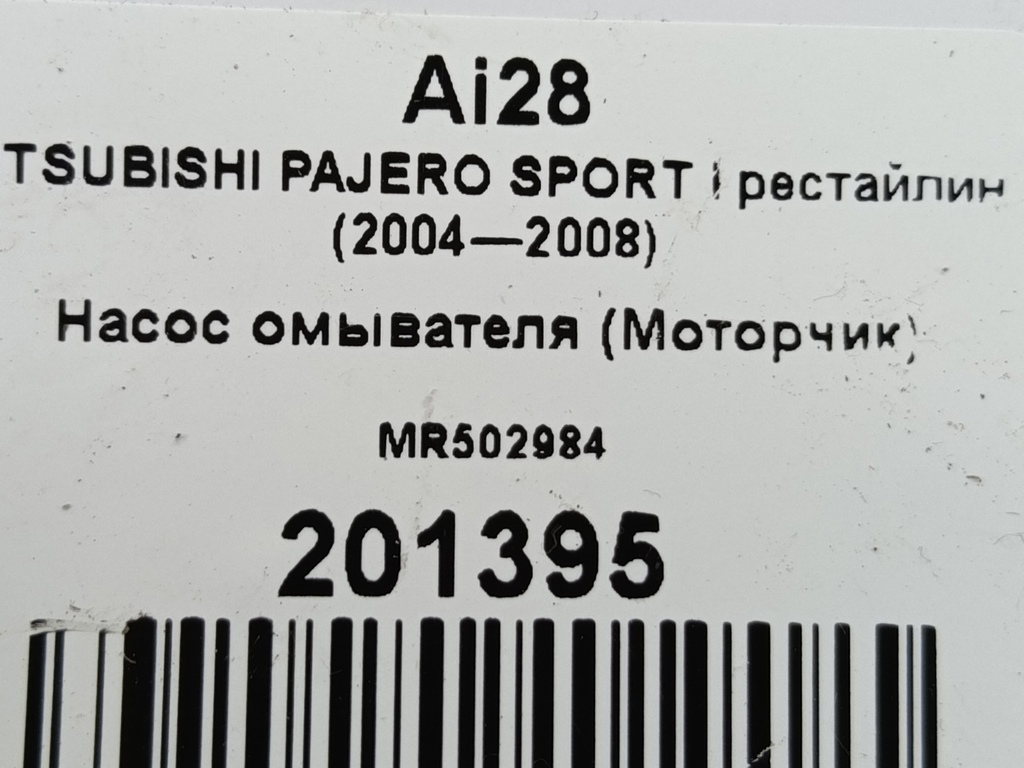 Ai28
TSUBISHI PAJERO SPORT I рестайлин
(2004—2008)
Насос омывателя (Моторчик)
MR502984
201395